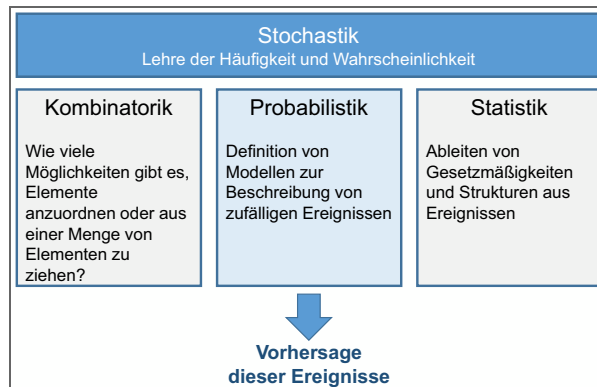 Stochastik
Lehre der Häufigkeit und Wahrscheinlichkeit
Kombinatorik
Wie viele
Möglichkeiten gibt es,
Elemente
anzuordnen oder aus
einer Menge von
Elementen zu
ziehen?
Probabilistik
Definition von
Modellen zur
Beschreibung von
zufälligen Ereignissen
Statistik
Ableiten von
Gesetzmäßigkeiten
und Strukturen aus
Ereignissen
Vorhersage
dieser Ereignisse